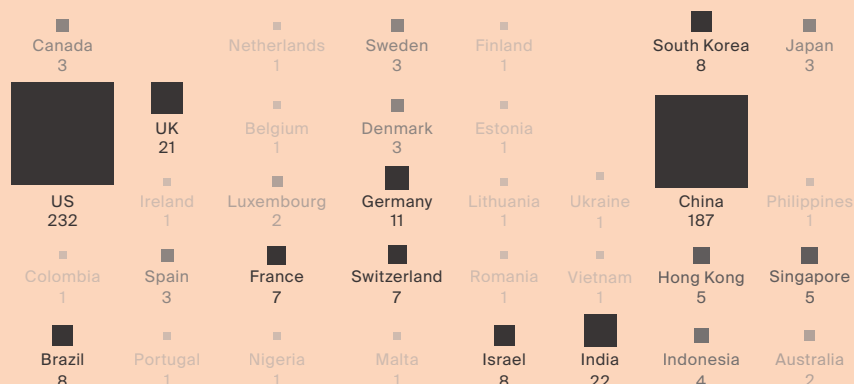 Canada
3
Netherlands
1
Sweden
3
Finland
1
South Korea
8
Japan
3
US
232
UK
21
Belgium
1
Denmark
3
Estonia
1
China
187
Ireland
1
Luxembourg
2
Germany
11
Lithuania
1
Ukraine
1
Philippines
1
Colombia
1
Spain
3
France
7
Switzerland
7
Romania
1
Vietnam
1
Hong Kong
5
Singapore
5
Brazil
8
Portugal
1
Nigeria
1
Malta
1
Israel
8
India
22
Indonesia
4
Australia
2